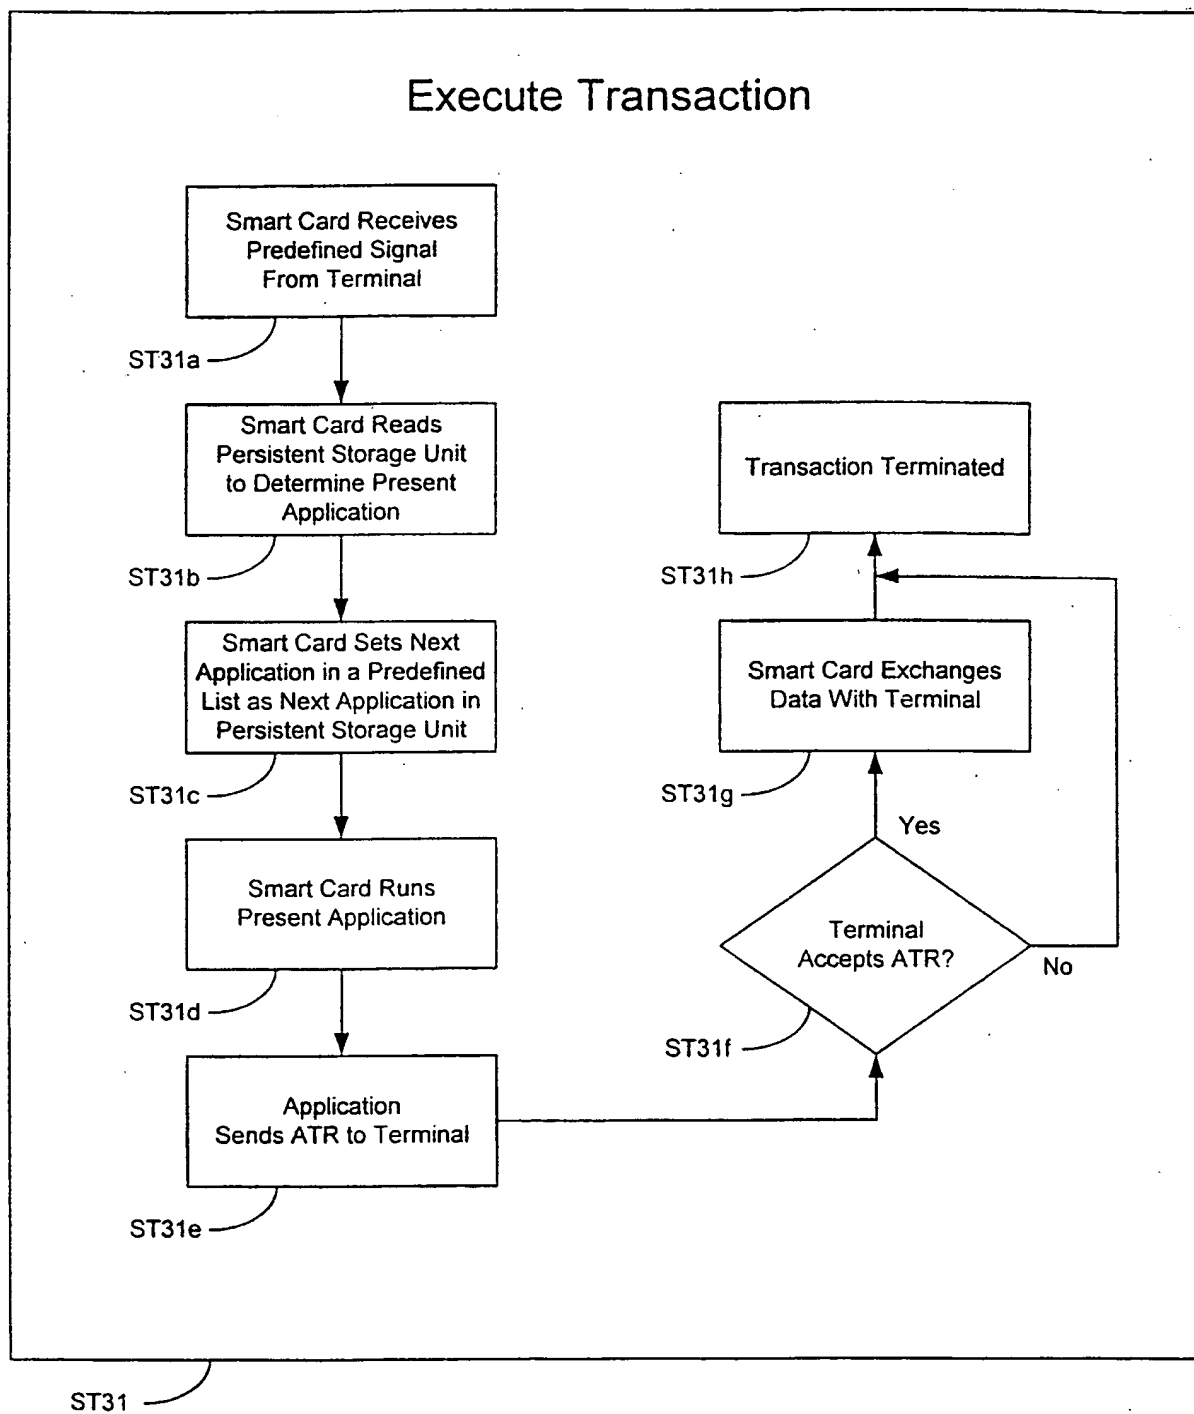 Execute Transaction
Smart Card Receives
Predefined Signal
From Terminal
ST31a
Smart Card Reads
Persistent Storage Unit
to Determine Present
Application
ST31b
Smart Card Sets Next
Application in a Predefined
List as Next Application in
Persistent Storage Unit
ST31c
Smart Card Runs
Present Application
ST31d
Application
Sends ATR to Terminal
ST31e
Transaction Terminated
ST31h
Smart Card Exchanges
Data With Terminal
ST31g
Yes
Terminal
Accepts ATR?
No
ST31f
ST31